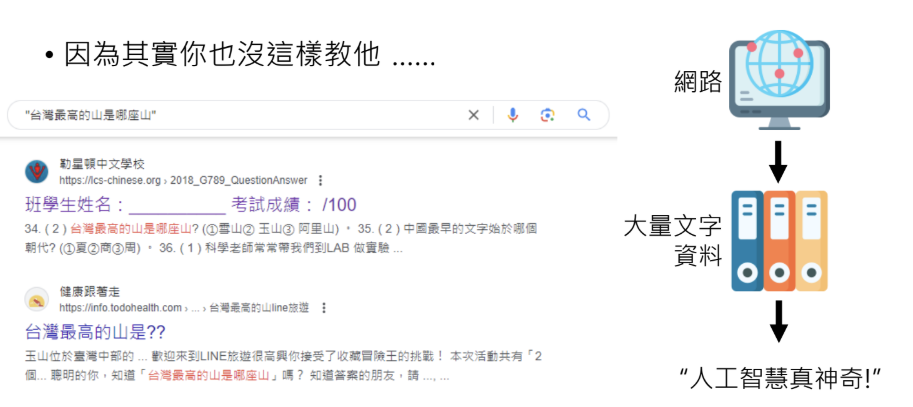 • 因為其實你也沒這樣教他 ......
"台灣最高的山是哪座山"
勒星頓中文學校
https://lcs-chinese.org › 2018_G789_QuestionAnswer
班學生姓名：__________ 考試成績： /100
34. ( 2 ) 台灣最高的山是哪座山? (①雪山② 玉山③ 阿里山) 。 35. ( 2 ) 中國最早的文字始於哪個
朝代? (①夏②商③周) 。 36. ( 1 ) 科學老師常常帶我們到LAB 做實驗 ...
健康跟著走
https://info.todohealth.com › ... › 台灣最高的山line旅遊
台灣最高的山是??
玉山位於臺灣中部的 ... 歡迎來到LINE旅遊很高興你接受了收藏冒險王的挑戰！ 本次活動共有「2
個... 聰明的你，知道「台灣最高的山是哪座山」嗎？ 知道答案的朋友，請 ..., ...
網路
大量文字
資料
“人工智慧真神奇!”